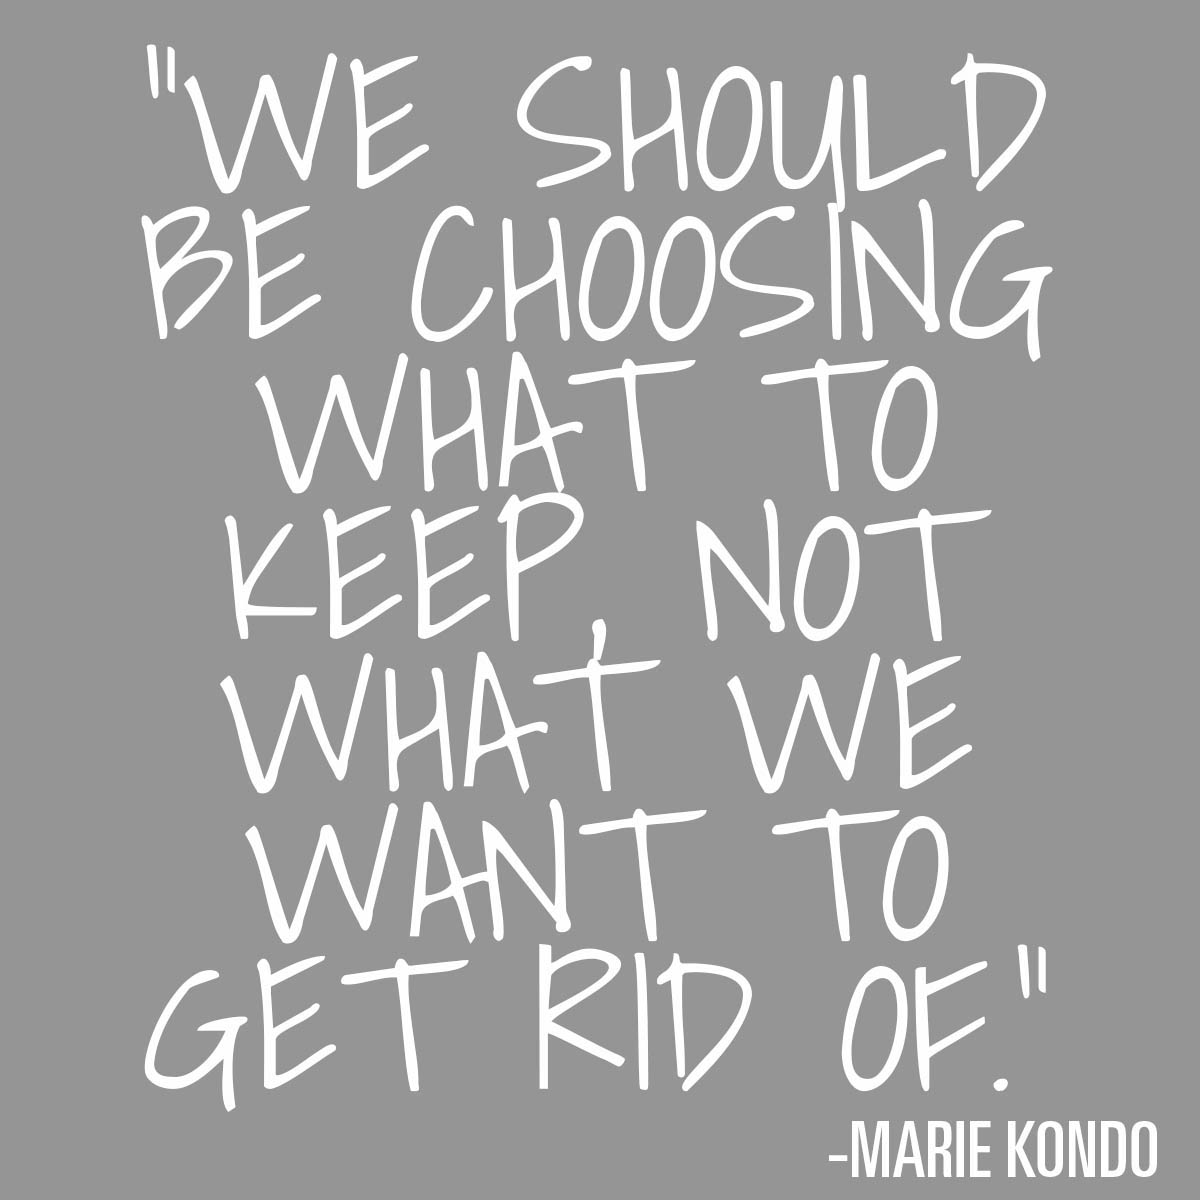 "WE SHOULD
BE CHOOSING
WHAT TO
KEEP, NOT
WHAT WE
WANT TO
GET RID OF."
-MARIE KONDO